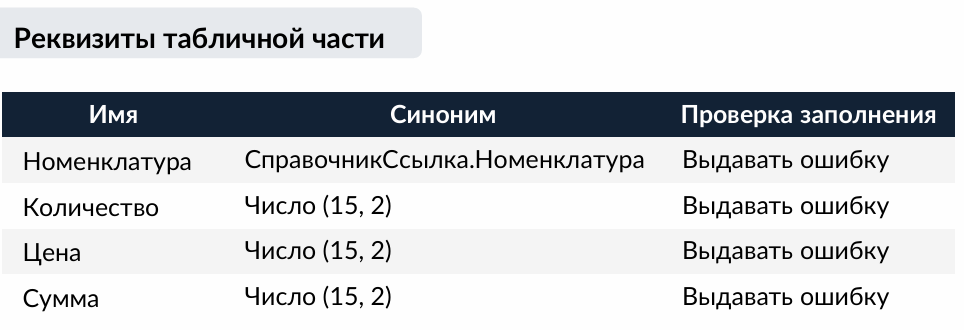 Реквизиты табличной части
Имя Синоним Проверка заполнения
Номенклатура СправочникСсылка.Номенклатура Выдавать ошибку
Количество Число (15, 2) Выдавать ошибку
Цена Число (15, 2) Выдавать ошибку
Сумма Число (15, 2) Выдавать ошибку